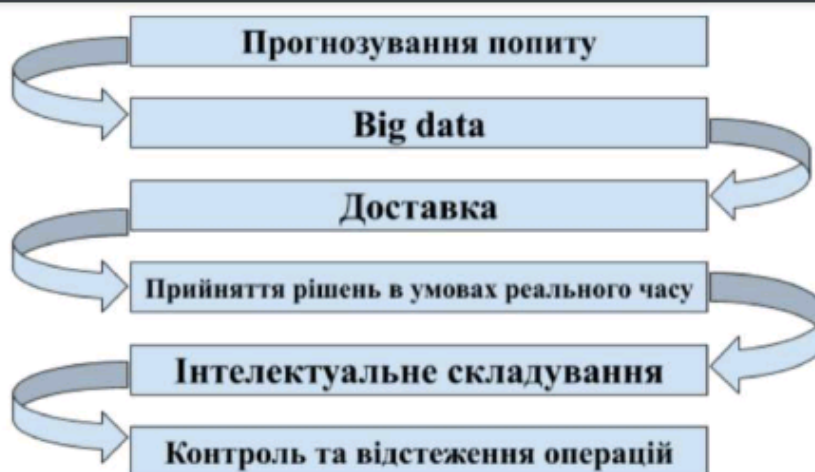 Прогнозування попиту
Big data
Доставка
Прийняття рішень в умовах реального часу
Інтелектуальне складування
Контроль та відстеження операцій